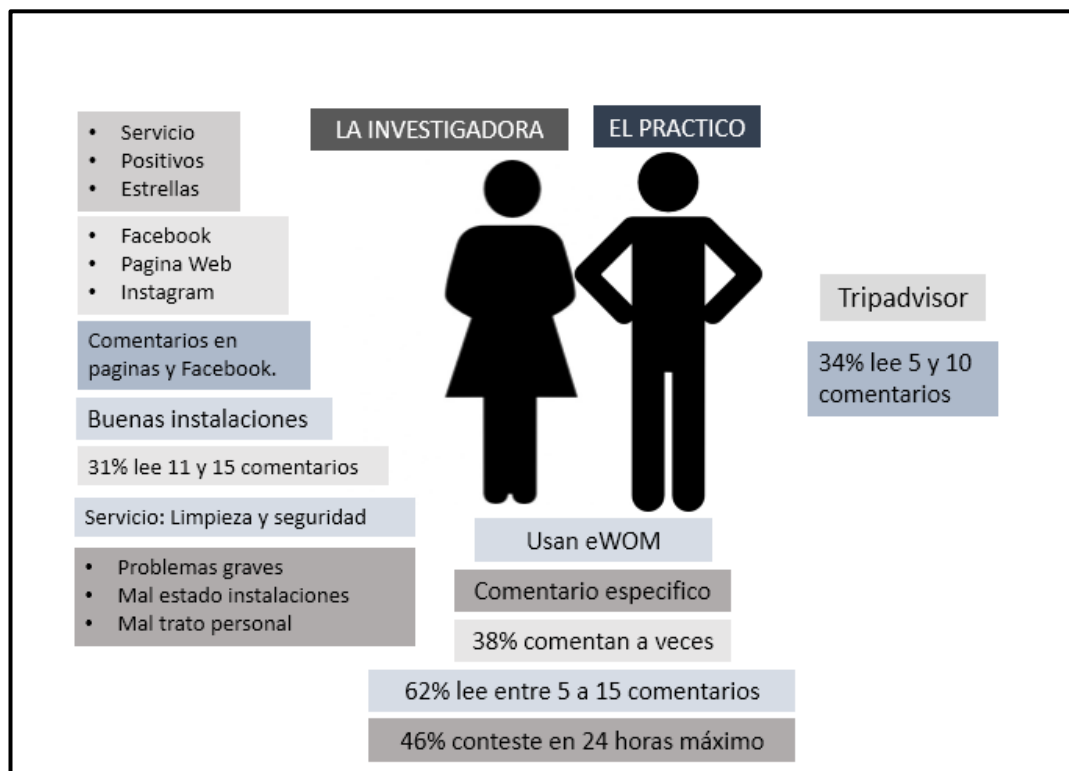 LA INVESTIGADORA
EL PRACTICO
• Servicio
• Positivos
• Estrellas
• Facebook
• Pagina Web
• Instagram
Comentarios en
paginas y Facebook.
Buenas instalaciones
31% lee 11 y 15 comentarios
Servicio: Limpieza y seguridad
• Problemas graves
• Mal estado instalaciones
• Mal trato personal
Tripadvisor
34% lee 5 y 10
comentarios
Usan eWOM
Comentario especifico
38% comentan a veces
62% lee entre 5 a 15 comentarios
46% conteste en 24 horas máximo